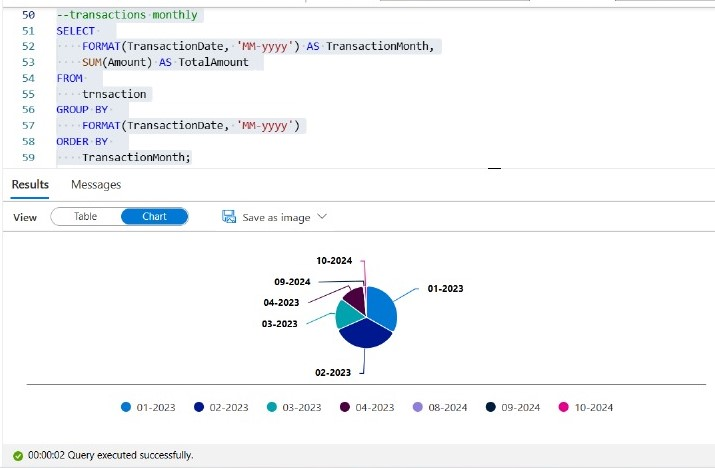 50 --transactions monthly
51 SELECT
52 FORMAT(TransactionDate, 'MM-yyyy') AS TransactionMonth,
53 SUM(Amount) AS TotalAmount
54 FROM
55 trnsaction
56 GROUP BY
57 FORMAT(TransactionDate, 'MM-yyyy')
58 ORDER BY
59 TransactionMonth;
Results Messages
View Table Chart Save as image
10-2024
09-2024
01-2023
04-2023
03-2023
02-2023
01-2023 02-2023 03-2023 04-2023 08-2024 09-2024 10-2024
00:00:02 Query executed successfully.